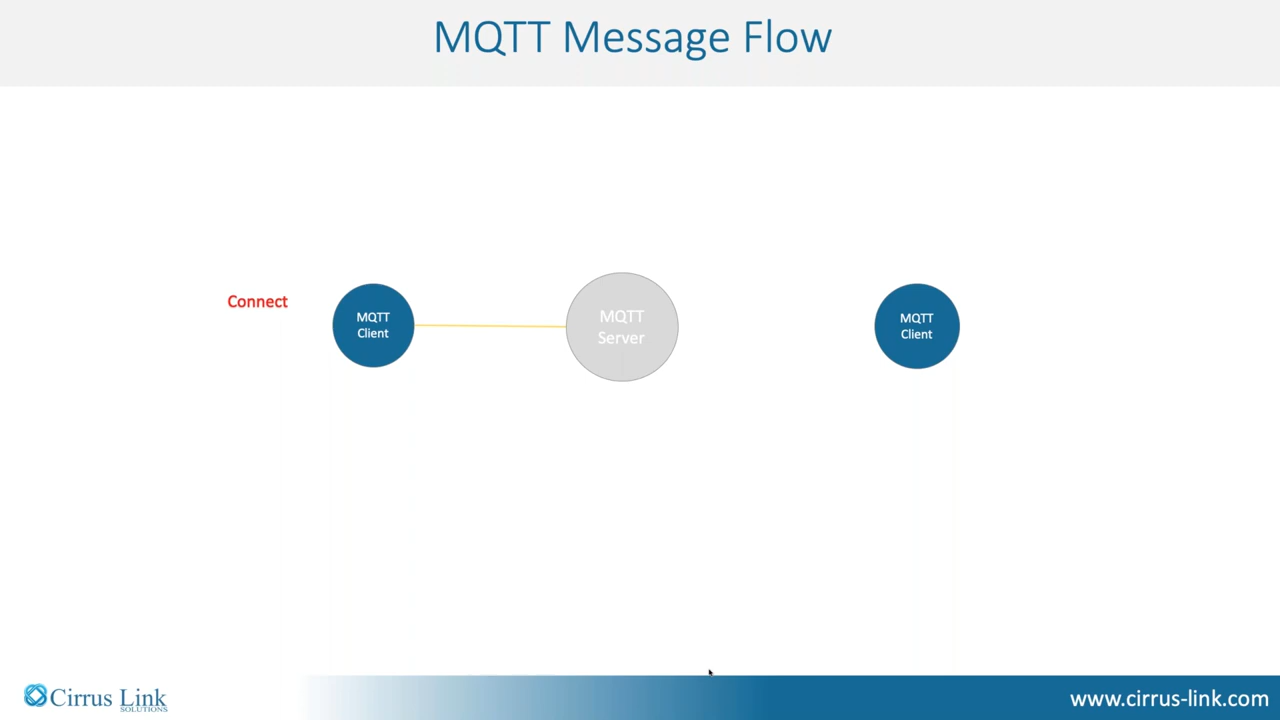 MQTT Message Flow
Connect
MQTT
Client
MQTT
Server
MQTT
Client
Cirrus Link
SOLUTIONS
www.cirrus-link.com